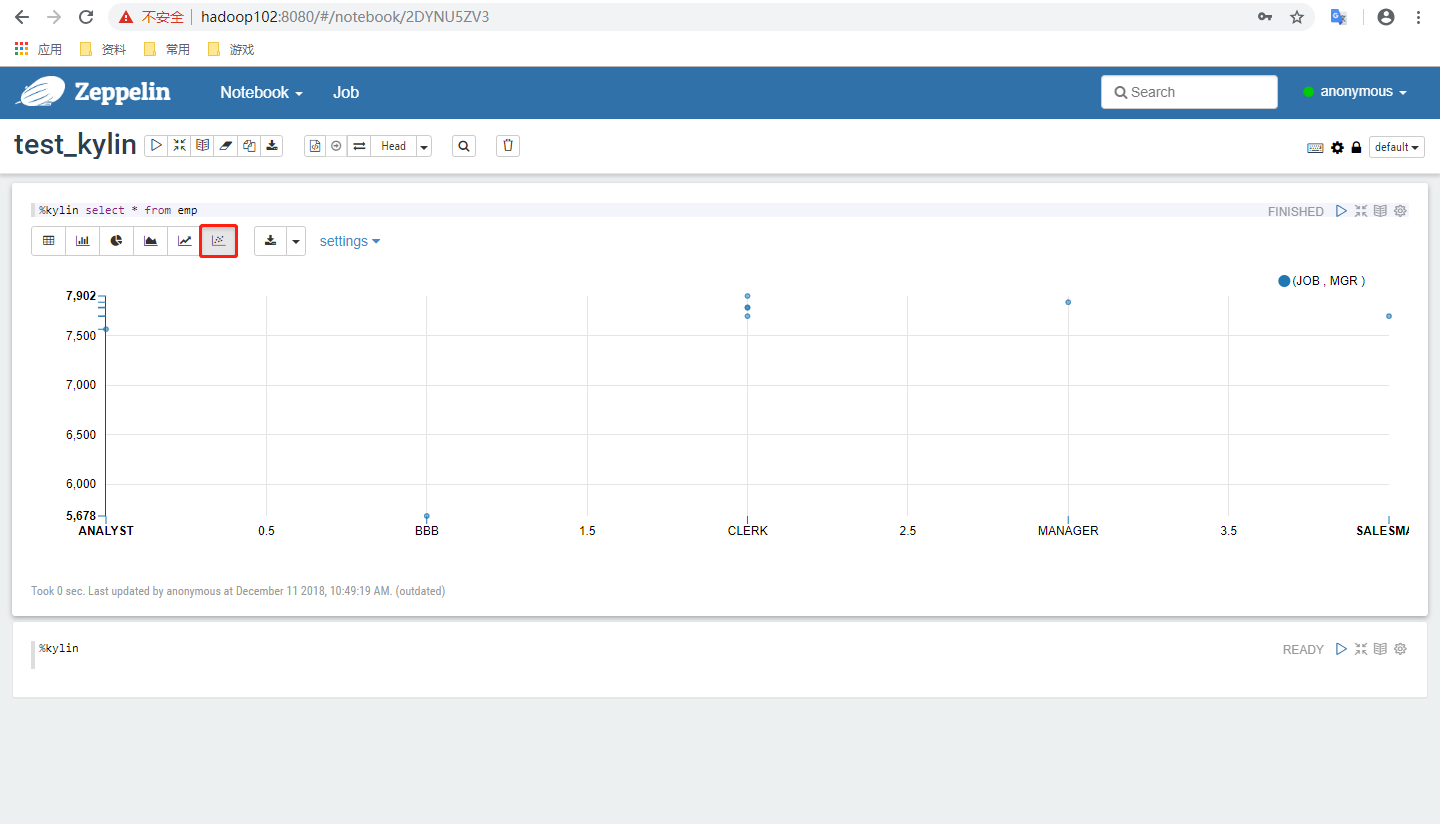 不安全 hadoop102:8080/#/notebook/2DYNU5ZV3
应用 资料 常用 游戏
Zeppelin Notebook Job Search anonymous
test_kylin Head default
%kylin select * from emp FINISHED
settings
(JOB , MGR )
7,902
7,500
7,000
6,500
6,000
5,678
ANALYST 0.5 BBB 1.5 CLERK 2.5 MANAGER 3.5 SALESMA
Took 0 sec. Last updated by anonymous at December 11 2018, 10:49:19 AM. (outdated)
%kylin READY